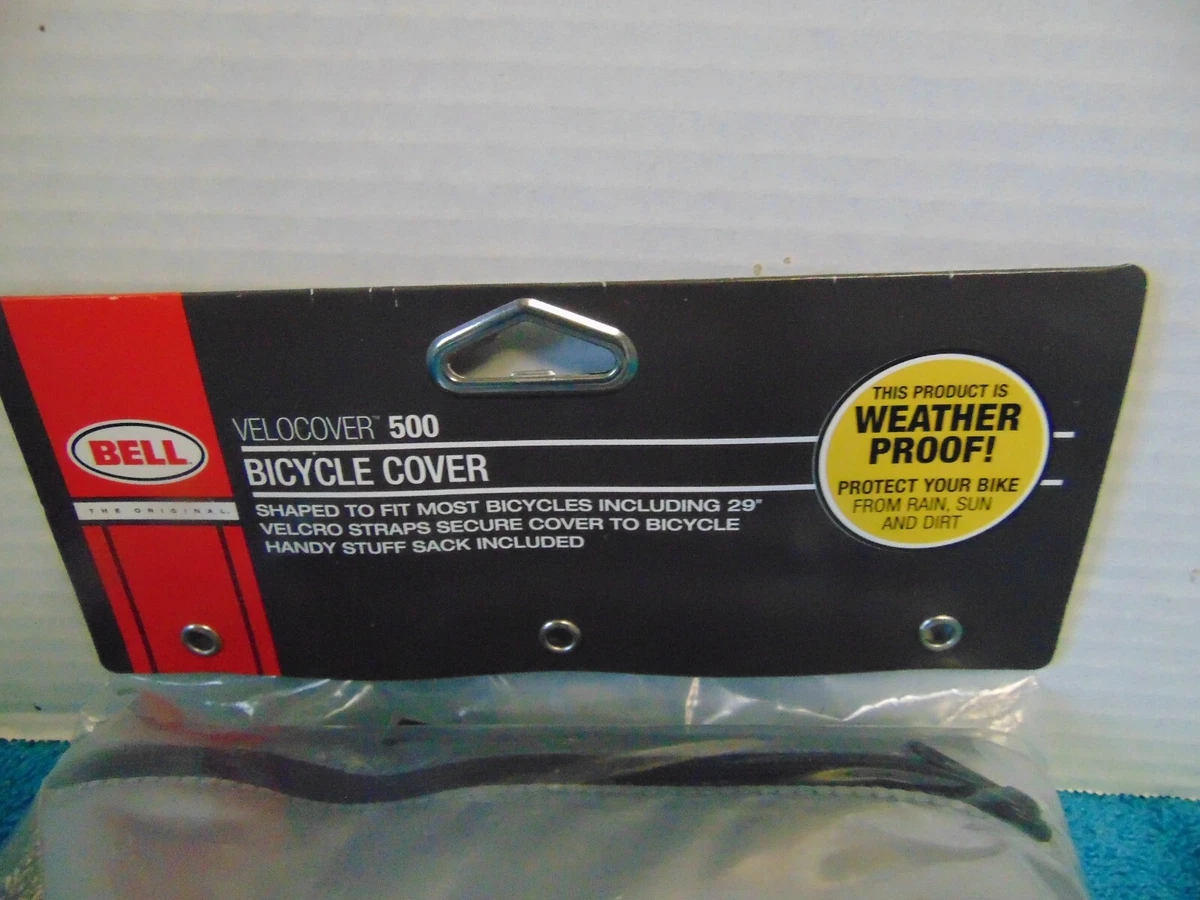 BELL
THE ORIGINAL.
VELOCOVER™ 500
BICYCLE COVER
SHAPED TO FIT MOST BICYCLES INCLUDING 29"
VELCRO STRAPS SECURE COVER TO BICYCLE
HANDY STUFF SACK INCLUDED
THIS PRODUCT IS
WEATHER
PROOF!
PROTECT YOUR BIKE
FROM RAIN, SUN
AND DIRT